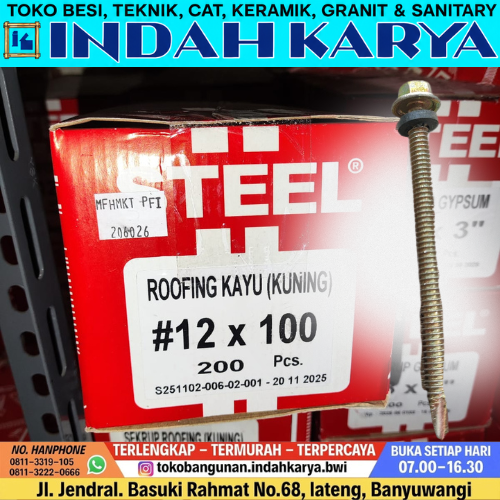 TOKO BESI, TEKNIK, CAT, KERAMIK, GRANIT & SANITARY
INDAH KARYA
STEEL®
MFHMKT PFI
206026
ROOFING KAYU (KUNING)
#12 x 100
200 Pcs.
S251102-006-02-001 - 20 11 2025
GYPSUM
x 3"
SEKRUP ROOFING (KUNING)
NO. HANPHONE
0811-3319-105
0811-3222-0666
TERLENGKAP – TERMURAH – TERPERCAYA
tokobangunan.indahkarya.bwi
BUKA SETIAP HARI
07.00–16.30
Jl. Jendral. Basuki Rahmat No.68, lateng, Banyuwangi